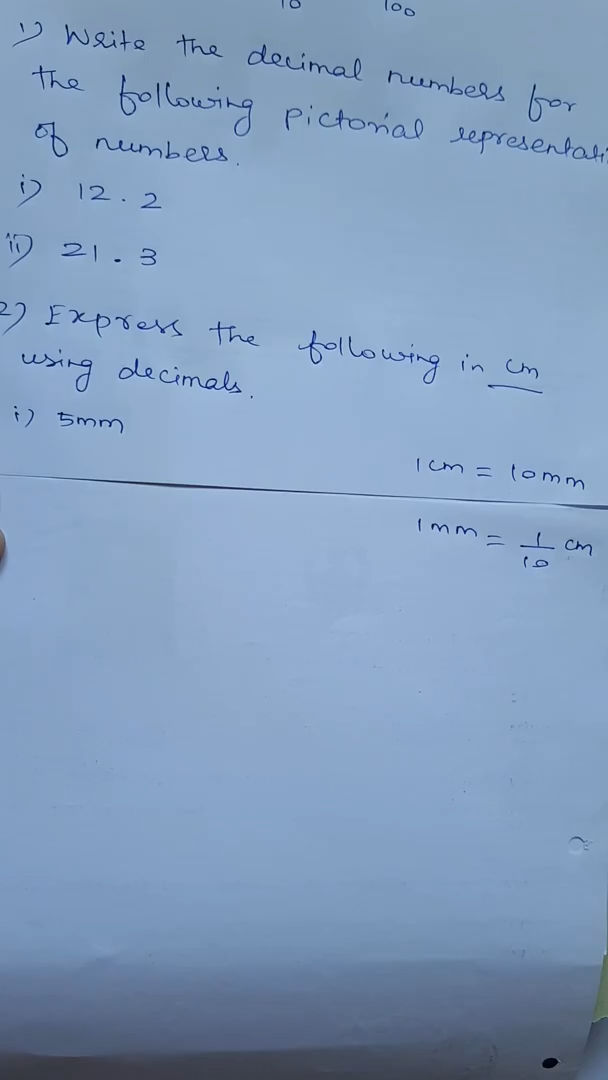 10 100
1) Write the decimal numbers for
the following pictorial representati
of numbers.
i) 12.2
ii) 21.3
2) Express the following in cm
using decimals.
i) 5mm
1cm = 10mm
1mm = 1/10 cm